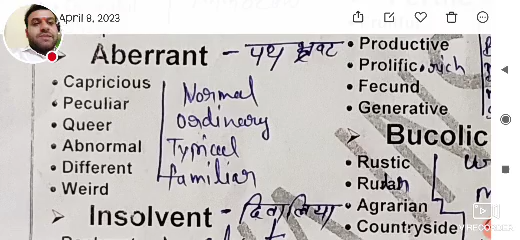 April 8, 2023
Aberrant - पथ भ्रष्ट
Capricious
Peculiar
Queer
Abnormal
Different
Weird
Normal
ordinary
Typical
familiar
Insolvent - दिवालिया
Productive
Prolific. rich
Fecund
Generative
Bucolic
Rustic
Agrarian
Countryside
RECORDER